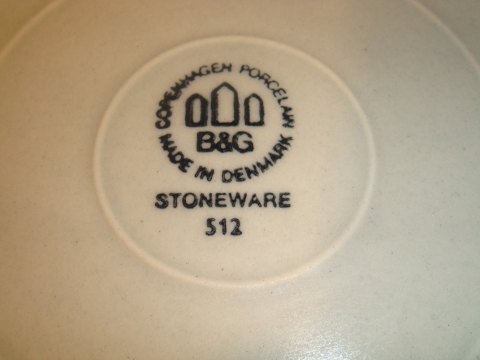 COPENHAGEN PORCELAIN
B&G
MADE IN DENMARK
STONEWARE
512